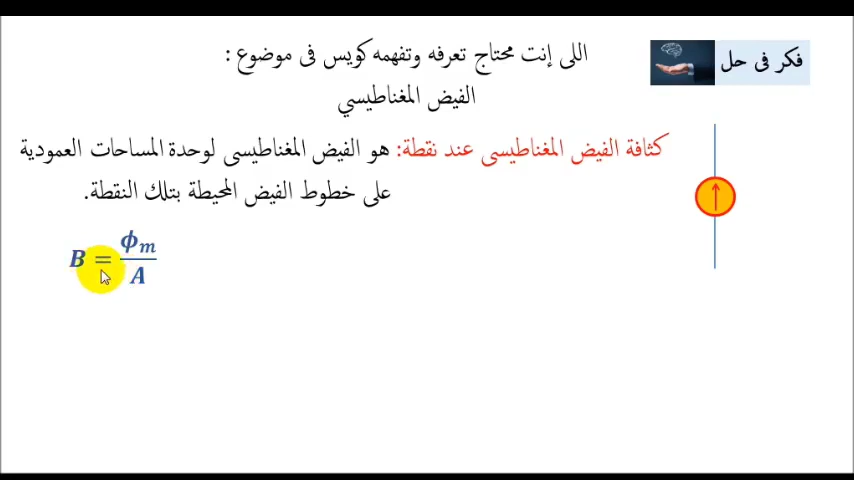 فكر فى حل
اللى إنت محتاج تعرفه وتفهمه كويس فى موضوع :
الفيض المغناطيسي
كثافة الفيض المغناطيسى عند نقطة: هو الفيض المغناطيسى لوحدة المساحات العمودية
على خطوط الفيض المحيطة بتلك النقطة.
B = ϕm/A